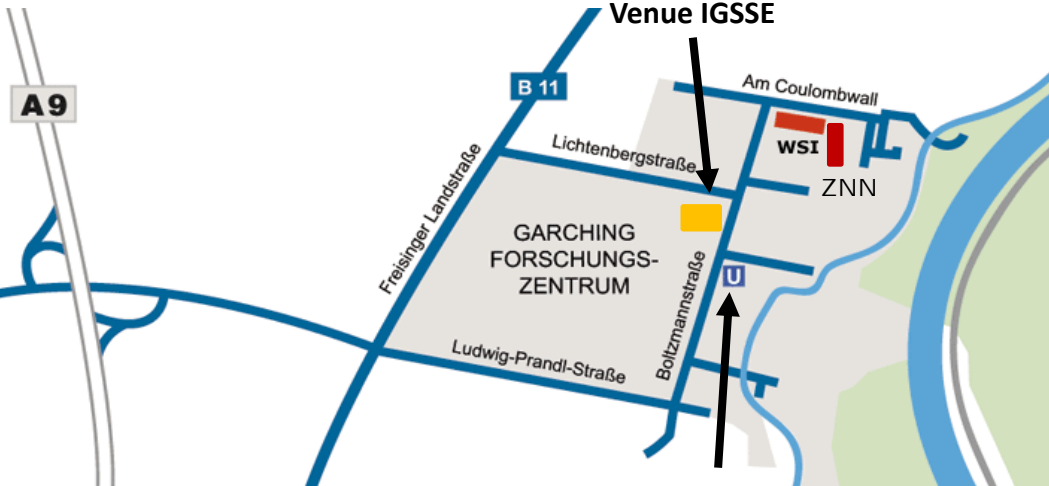 Venue IGSSE
A9
B 11
Am Coulombwall
WSI
ZNN
Lichtenbergstraße
Freisinger Landstraße
GARCHING
FORSCHUNGS-
ZENTRUM
U
Boltzmannstraße
Ludwig-Prandl-Straße